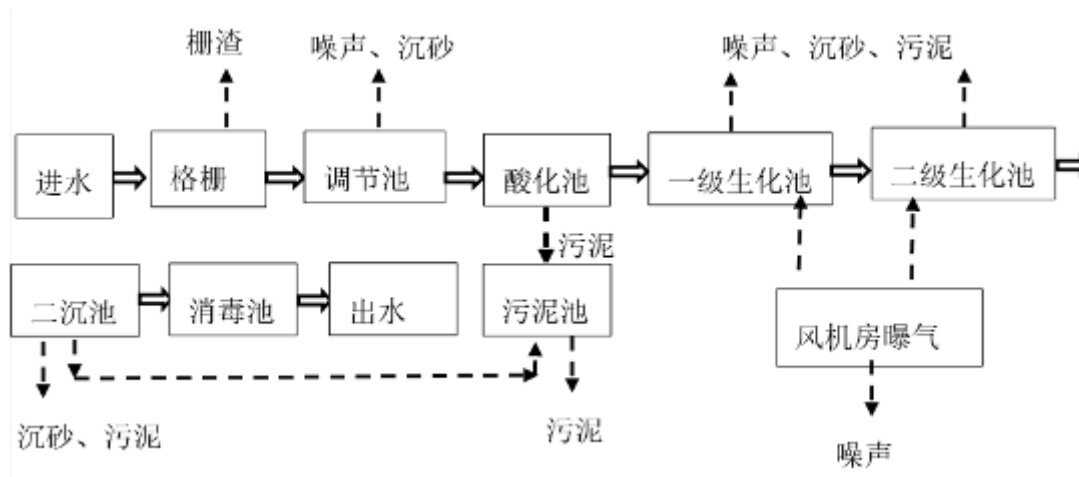 栅渣
噪声、沉砂
噪声、沉砂、污泥
进水
格栅
调节池
酸化池
一级生化池
二级生化池
污泥
二沉池
消毒池
出水
污泥池
风机房曝气
沉砂、污泥
污泥
噪声